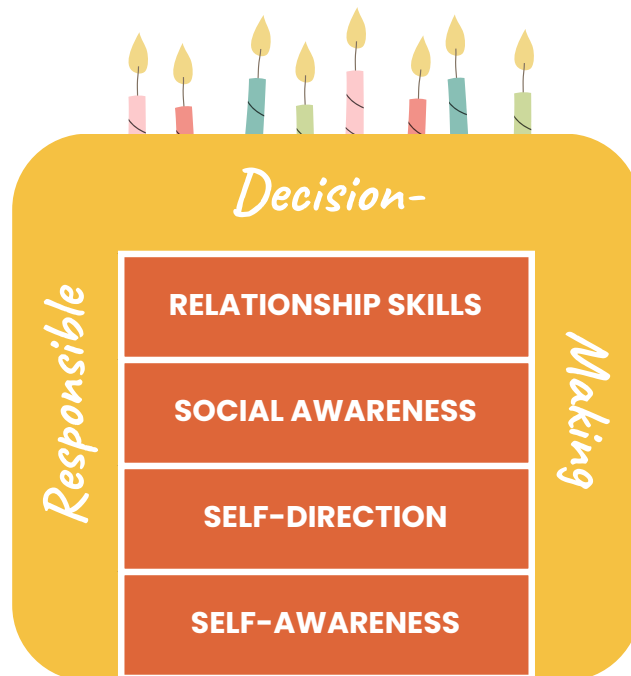 Responsible
Decision-
Making
RELATIONSHIP SKILLS
SOCIAL AWARENESS
SELF-DIRECTION
SELF-AWARENESS